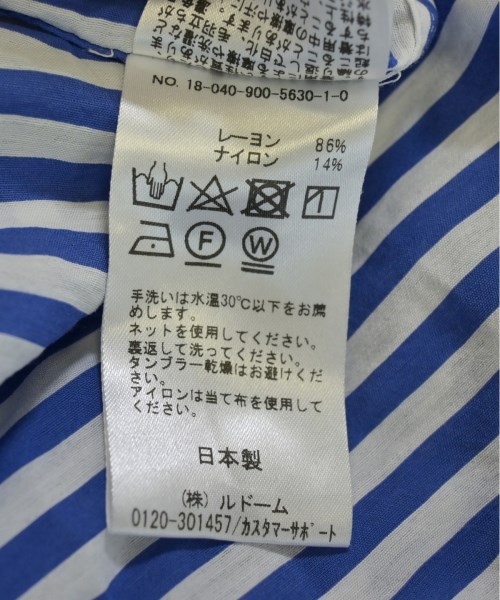 NO. 18-040-900-5630-1-0
レーヨン 86%
ナイロン 14%
F W
手洗いは水温30℃以下をお薦
めします。
ネットを使用してください。
裏返して洗ってください。
タンブラー乾燥はお避けくだ
さい。
アイロンは当て布を使用して
ください。
日本製
(株) ルドーム
0120-301457/カスタマーサポート